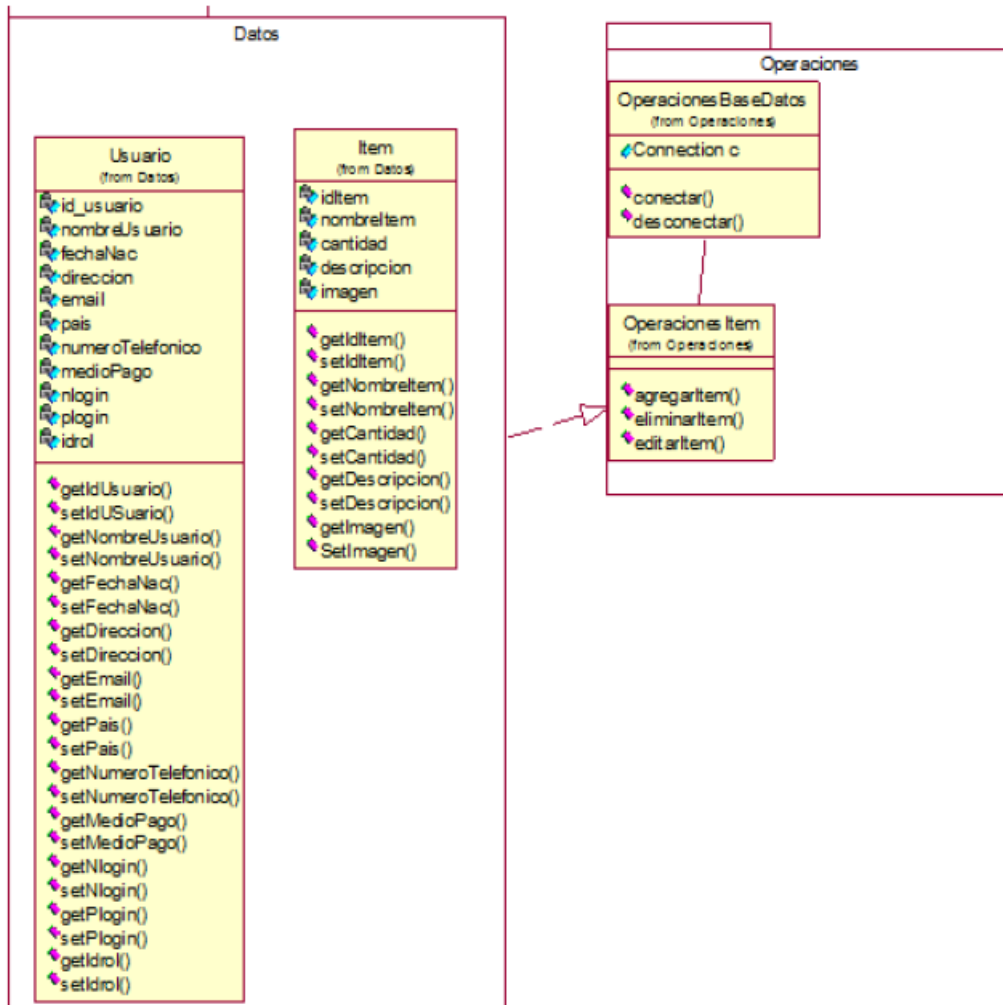 Datos
Usuario
(from Datos)
id_usuario
nombreUsuario
fechaNac
direccion
email
pais
numeroTelefonico
medioPago
nlogin
plogin
idrol
getIdUsuario()
setIdUSuario()
getNombreUsuario()
setNombreUsuario()
getFechaNac()
setFechaNac()
getDireccion()
setDireccion()
getEmail()
setEmail()
getPais()
setPais()
getNumeroTelefonico()
setNumeroTelefonico()
getMedioPago()
setMedioPago()
getNlogin()
setNlogin()
getPlogin()
setPlogin()
getIdrol()
setIdrol()
Item
(from Datos)
idItem
nombreItem
cantidad
descripcion
imagen
getIdItem()
setIdItem()
getNombreItem()
setNombreItem()
getCantidad()
setCantidad()
getDescripcion()
setDescripcion()
getImagen()
SetImagen()
Operaciones
OperacionesBaseDatos
(from Operaciones)
Connection c
conectar()
desconectar()
OperacionesItem
(from Operaciones)
agregarItem()
eliminarItem()
editarItem()